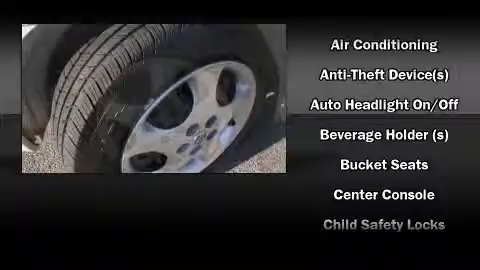 Air Conditioning
Anti-Theft Device(s)
Auto Headlight On/Off
Beverage Holder (s)
Bucket Seats
Center Console
Child Safety Locks